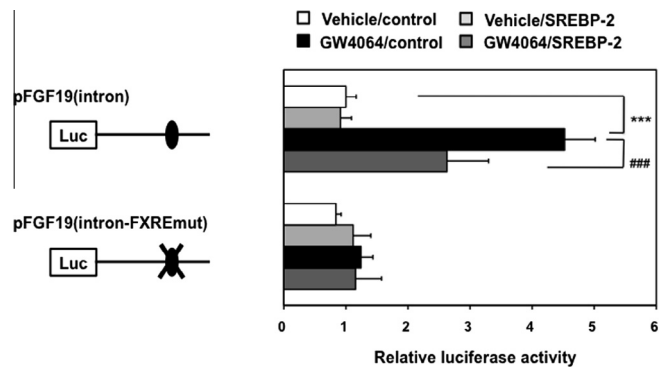 Vehicle/control Vehicle/SREBP-2
GW4064/control GW4064/SREBP-2
pFGF19(intron)
Luc
***
###
pFGF19(intron-FXREmut)
Luc
0 1 2 3 4 5 6
Relative luciferase activity